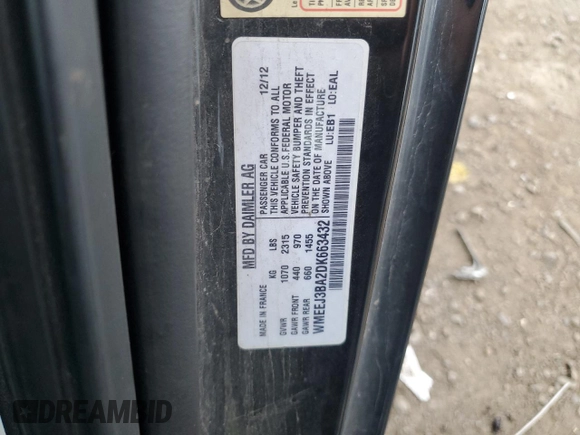 MFD BY DAIMLER AG
PASSENGER CAR 12/12
THIS VEHICLE CONFORMS TO ALL
APPLICABLE U.S.FEDERAL MOTOR
VEHICLE SAFETY BUMPER AND THEFT
PREVENTION STANDARDS IN EFFECT
ON THE DATE OF MANUFACTURE
SHOWN ABOVE LU:EB1 LO:EAL
MADE IN FRANCE KG LBS
GVWR 1070 2315
GAWR FRONT 440 970
GAWR REAR 660 1455
WMEEJ3BA2DK663432
DREAMBID